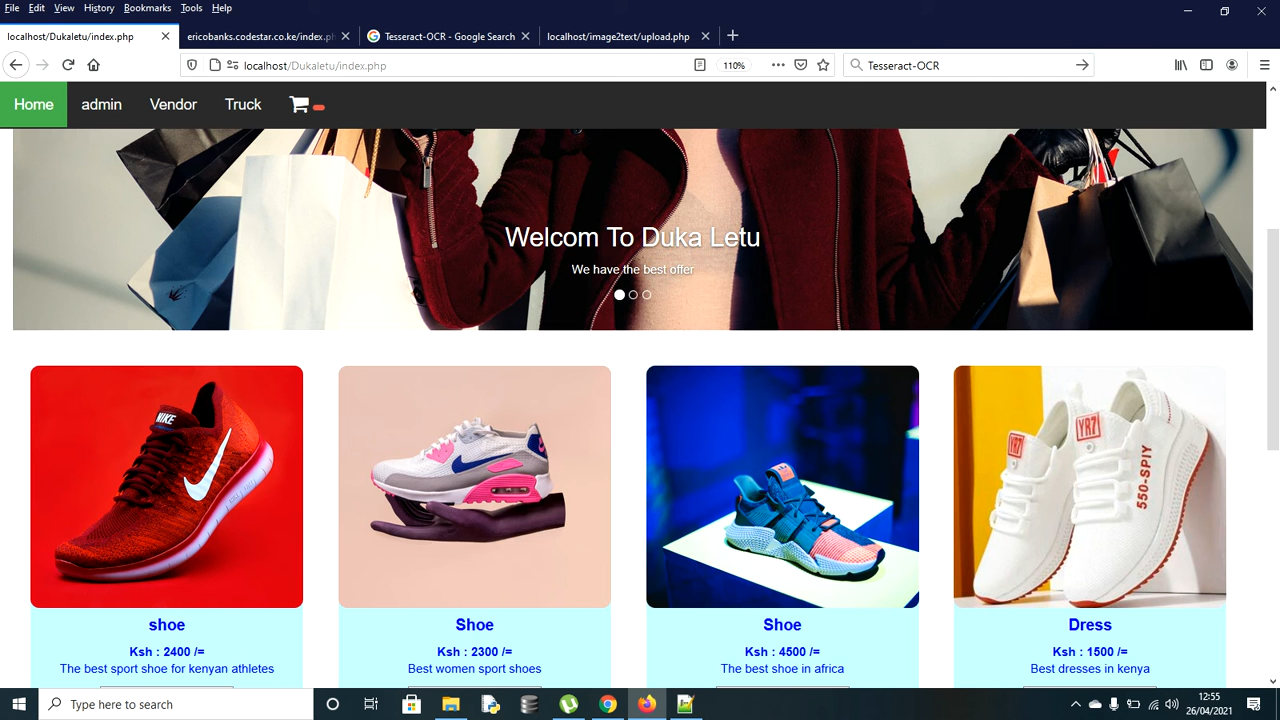 File Edit View History Bookmarks Tools Help
localhost/Dukaletu/index.php
ericobanks.codestar.co.ke/index.p
Tesseract-OCR - Google Search
localhost/image2text/upload.php
localhost/Dukaletu/index.php
110%
Tesseract-OCR
Home admin Vendor Truck
Welcom To Duka Letu
We have the best offer
NIKE
YR7 YR7
550-SPIY
shoe
Ksh : 2400 /=
The best sport shoe for kenyan athletes
Shoe
Ksh : 2300 /=
Best women sport shoes
Shoe
Ksh : 4500 /=
The best shoe in africa
Dress
Ksh : 1500 /=
Best dresses in kenya
Type here to search
12:55
26/04/2021